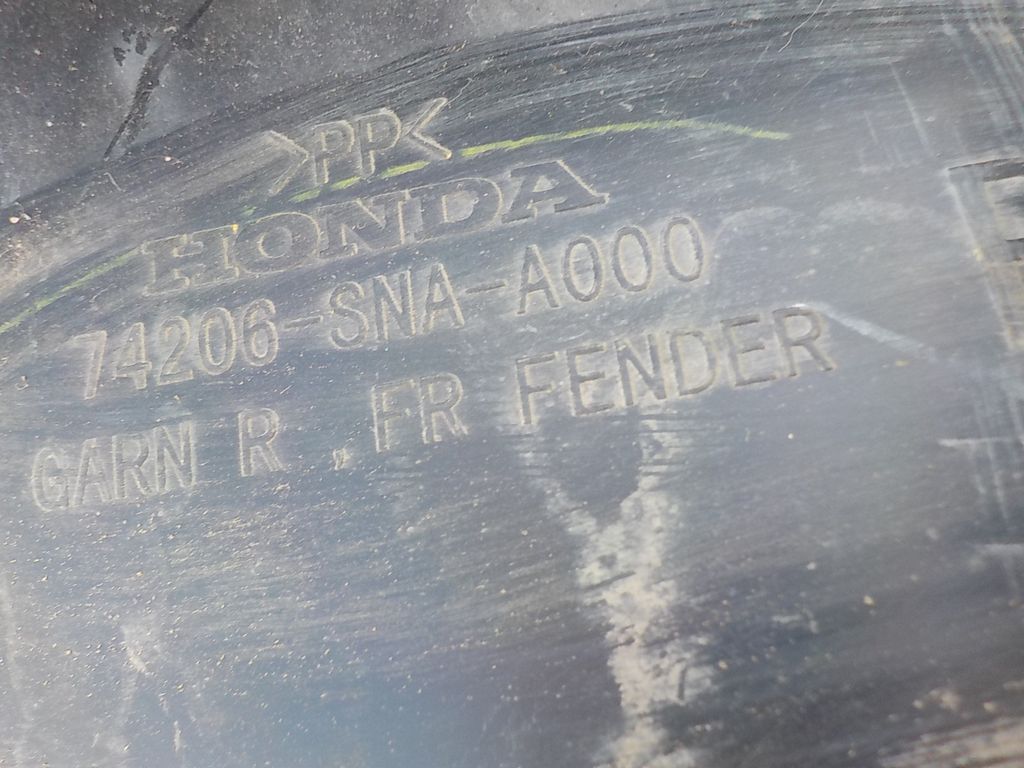 >PP<
HONDA
74206-SNA-A000
GARN R , FR FENDER